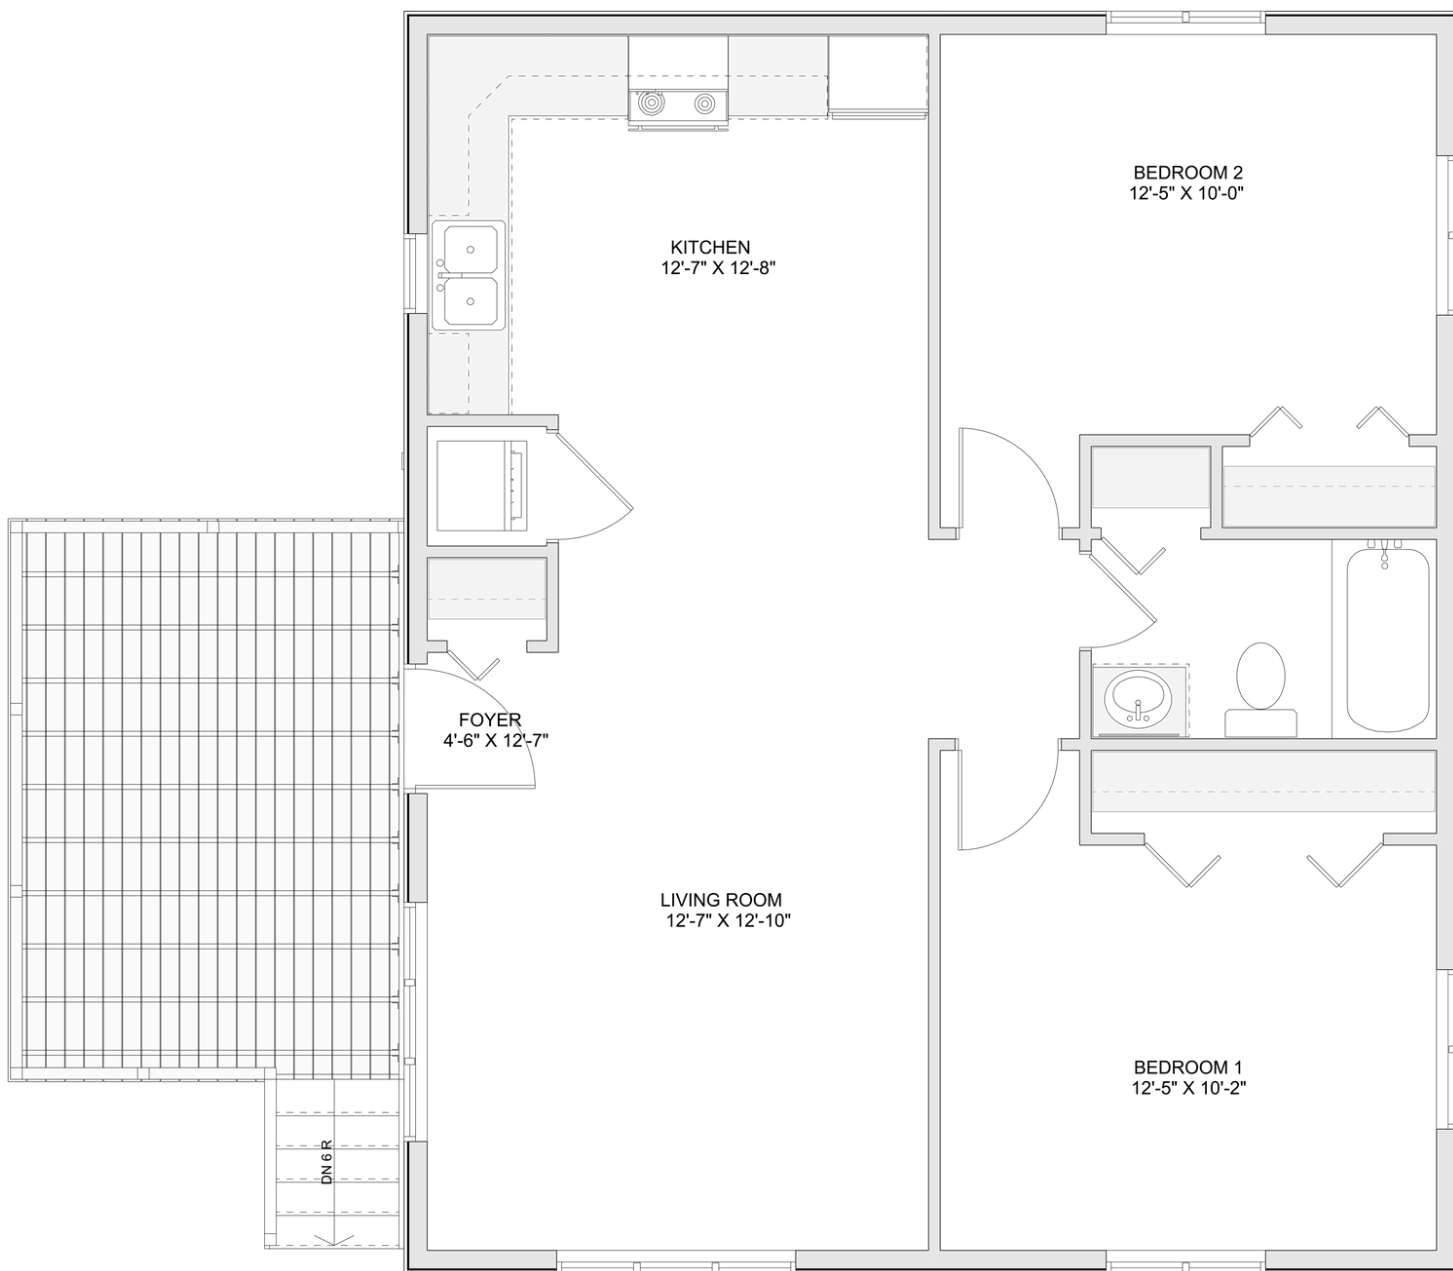 BEDROOM 2
12'-5" X 10'-0"
KITCHEN
12'-7" X 12'-8"
FOYER
4'-6" X 12'-7"
LIVING ROOM
12'-7" X 12'-10"
BEDROOM 1
12'-5" X 10'-2"
DN 6 R